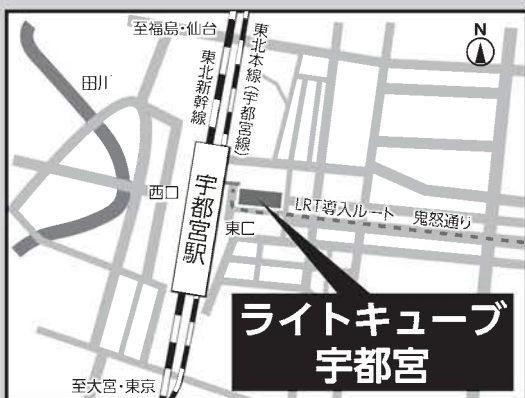 至福島・仙台
東北本線(宇都宮線)
東北新幹線
N
田川
西口
宇都宮駅
東口
LRT導入ルート 鬼怒通り
ライトキューブ
宇都宮
至大宮・東京